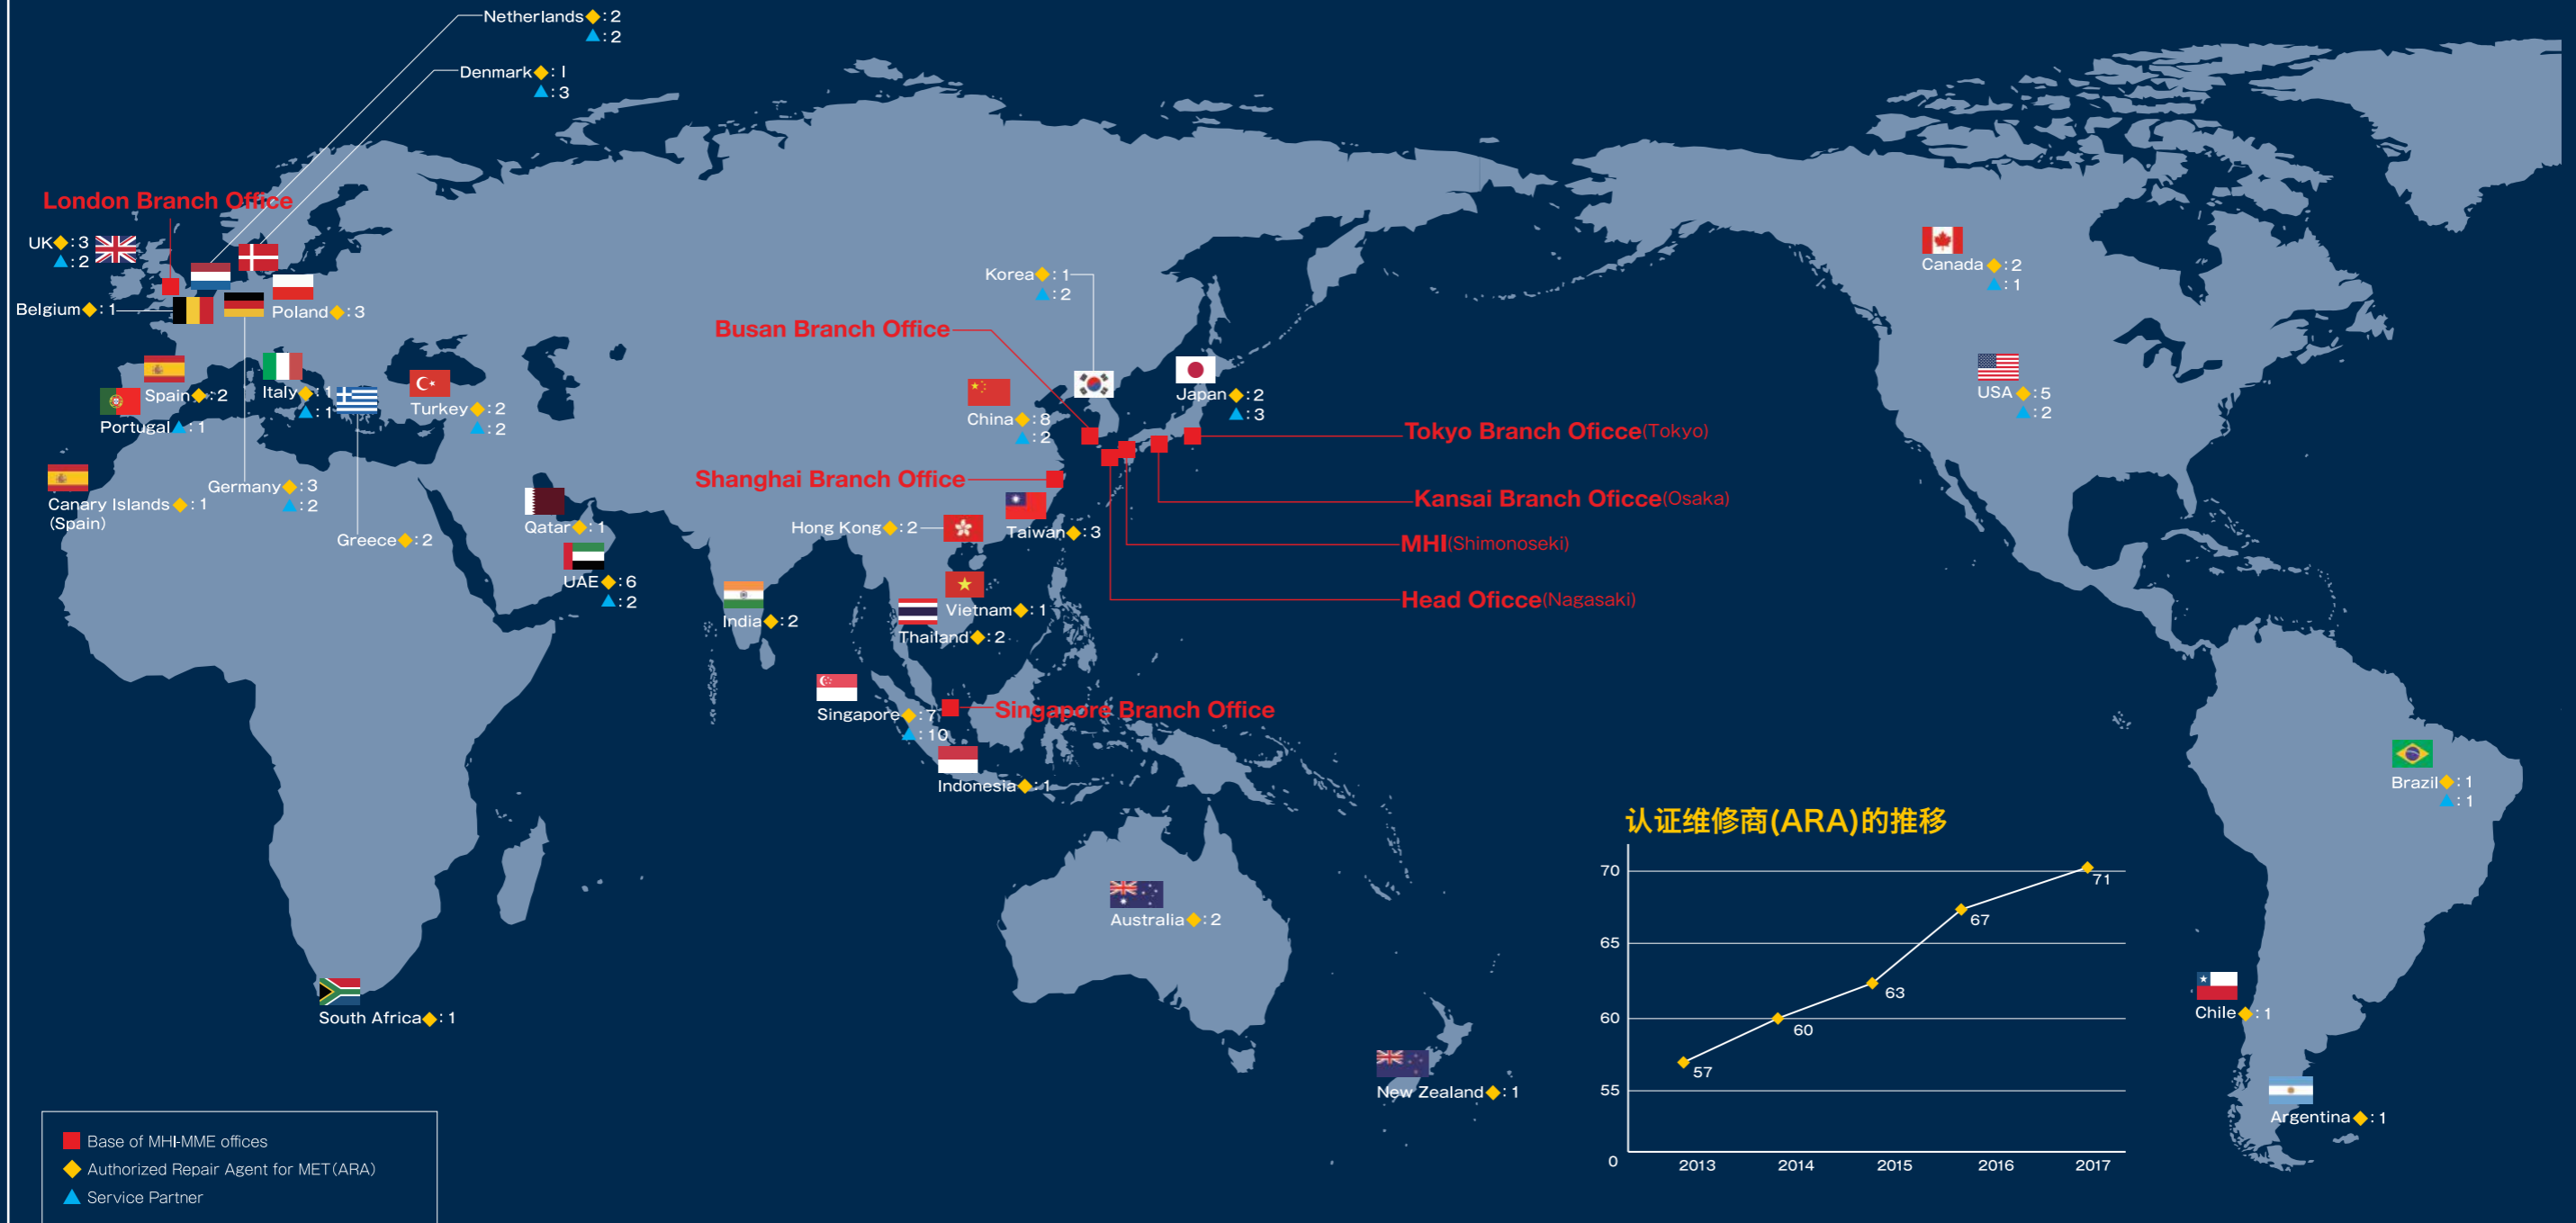 Netherlands◆: 2
▲: 2
Denmark◆: 1
▲: 3
London Branch Office
UK◆: 3
▲: 2
Belgium◆: 1
Poland◆: 3
Spain◆: 2
Portugal▲: 1
Italy◆: 1
▲: 1
Turkey◆: 2
▲: 2
Canary Islands◆: 1
(Spain)
Germany◆: 3
▲: 2
Greece◆: 2
Qatar◆: 1
UAE◆: 6
▲: 2
South Africa◆: 1
Korea◆: 1
▲: 2
Busan Branch Office
China◆: 8
▲: 2
Japan◆: 2
▲: 3
Shanghai Branch Office
Hong Kong◆: 2
Taiwan◆: 3
India◆: 2
Vietnam◆: 1
Thailand◆: 2
Singapore◆: 7
▲: 10
Singapore Branch Office
Indonesia◆: 1
Tokyo Branch Oficce(Tokyo)
Kansai Branch Oficce(Osaka)
MHI(Shimonoseki)
Head Oficce(Nagasaki)
Australia◆: 2
New Zealand◆: 1
Canada◆: 2
▲: 1
USA◆: 5
▲: 2
Brazil◆: 1
▲: 1
Chile◆: 1
Argentina◆: 1
认证维修商(ARA)的推移
70
65
60
55
0
57
60
63
67
71
2013 2014 2015 2016 2017
Base of MHI-MME offices
Authorized Repair Agent for MET(ARA)
Service Partner